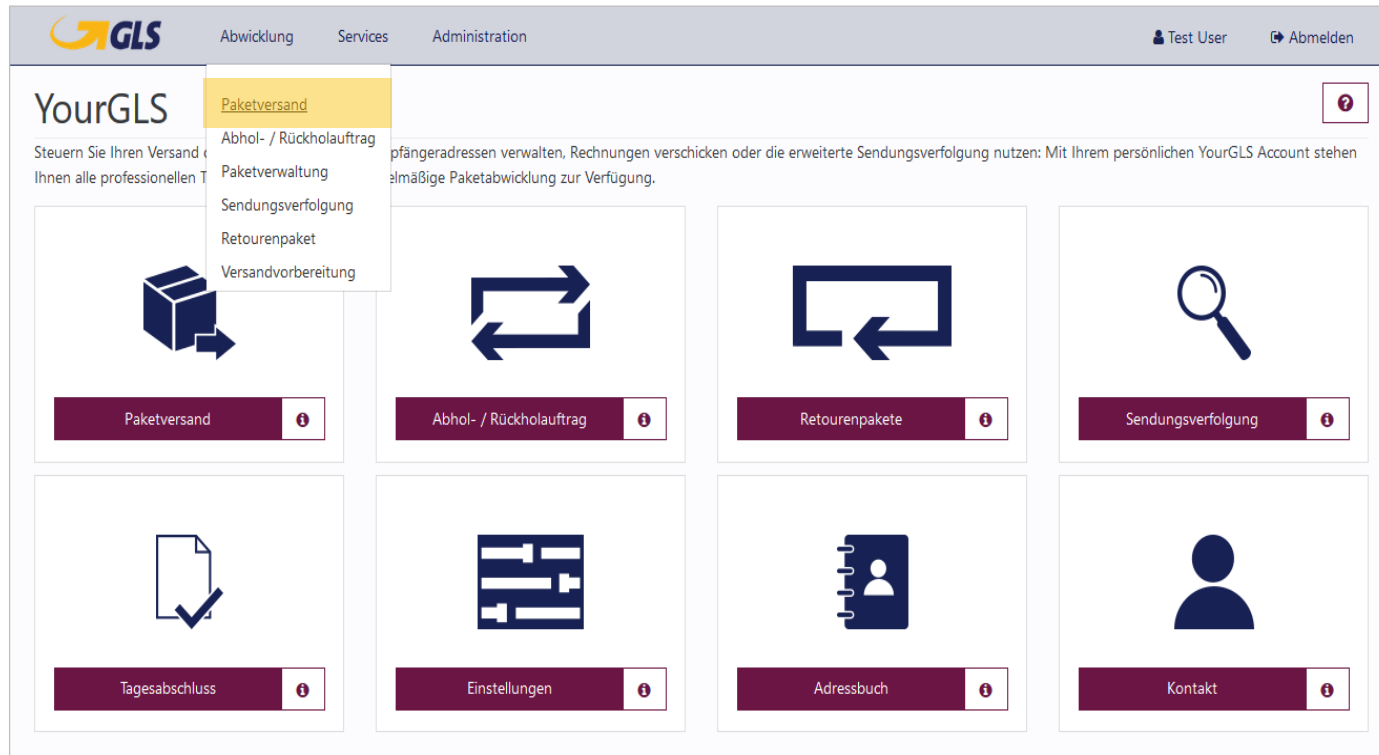 GLS Abwicklung Services Administration Test User Abmelden
YourGLS
Paketversand
Abhol- / Rückholauftrag
Paketverwaltung
Sendungsverfolgung
Retourenpaket
Versandvorbereitung
Steuern Sie Ihren Versand pfängeradressen verwalten, Rechnungen verschicken oder die erweiterte Sendungsverfolgung nutzen: Mit Ihrem persönlichen YourGLS Account stehen
Ihnen alle professionellen T elmäßige Paketabwicklung zur Verfügung.
Paketversand Abhol- / Rückholauftrag Retourenpakete Sendungsverfolgung
Tagesabschluss Einstellungen Adressbuch Kontakt